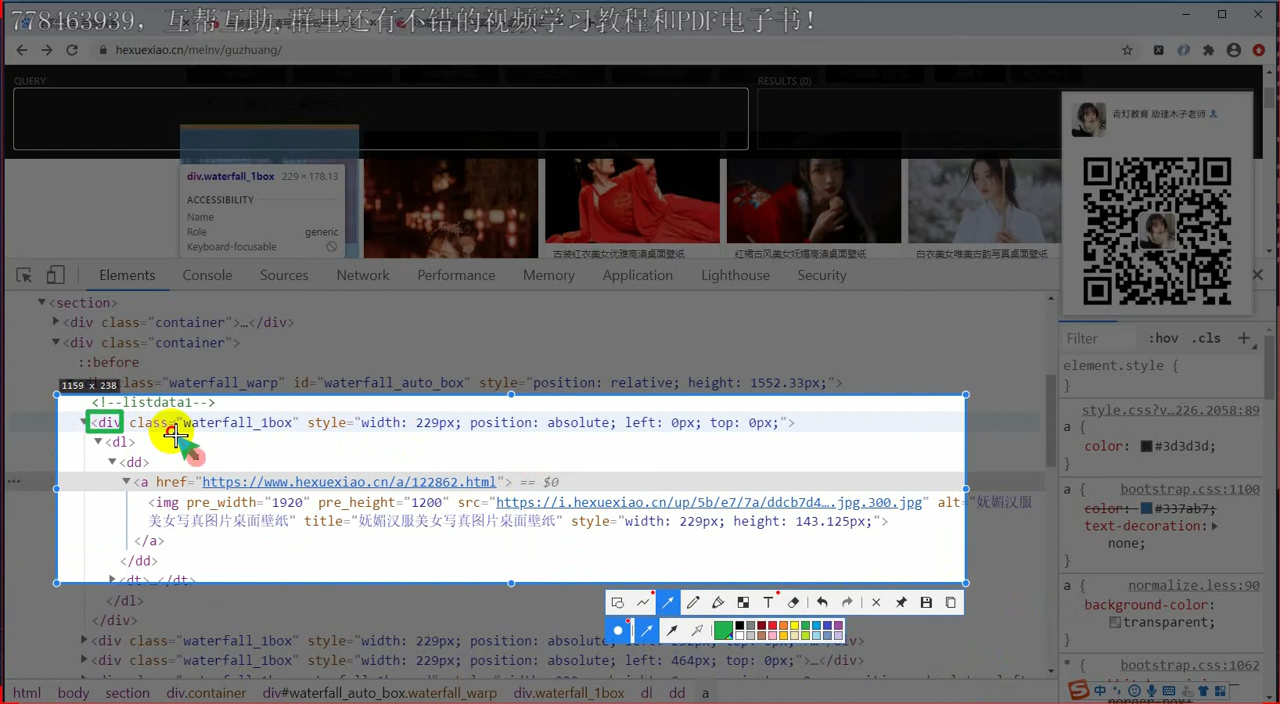 778463939，互帮互助,群里还有不错的视频学习教程和PDF电子书!
hexuexiao.cn/meinv/guzhuang/
QUERY
RESULTS (0)
吉灯教育 助理木子老师
div.waterfall_1box 229 × 178.13
ACCESSIBILITY
Name
Role generic
Keyboard-focusable
古装红衣美女优雅高清桌面壁纸
红裙古风美女妩媚高清桌面壁纸
白衣美女唯美古韵写真桌面壁纸
Elements Console Sources Network Performance Memory Application Lighthouse Security
<section>
<div class="container">…</div>
<div class="container">
::before
class="waterfall_warp" id="waterfall_auto_box" style="position: relative; height: 1552.33px;">
1159 x 238
<!--listdata1-->
<div class="waterfall_1box" style="width: 229px; position: absolute; left: 0px; top: 0px;">
<dl>
<dd>
<a href="https://www.hexuexiao.cn/a/122862.html"> == $0
<img pre_width="1920" pre_height="1200" src="https://i.hexuexiao.cn/up/5b/e7/7a/ddcb7d4….jpg.300.jpg" alt="妩媚汉服
美女写真图片桌面壁纸" title="妩媚汉服美女写真图片桌面壁纸" style="width: 229px; height: 143.125px;">
</a>
</dd>
<dt>…</dt>
</dl>
</div>
<div class="waterfall_1box" style="width: 229px; position: absolute; left: 232px; top: 0px;">…</div>
<div class="waterfall_1box" style="width: 229px; position: absolute; left: 464px; top: 0px;">…</div>
html body section div.container div#waterfall_auto_box.waterfall_warp div.waterfall_1box dl dd a
Filter :hov .cls
element.style {
}
style.css?v…226.2058:89
a {
color: #3d3d3d;
}
bootstrap.css:1100
a {
color: #337ab7;
text-decoration:
none;
}
normalize.less:90
a {
background-color:
transparent;
}
bootstrap.css:1062
* {
中